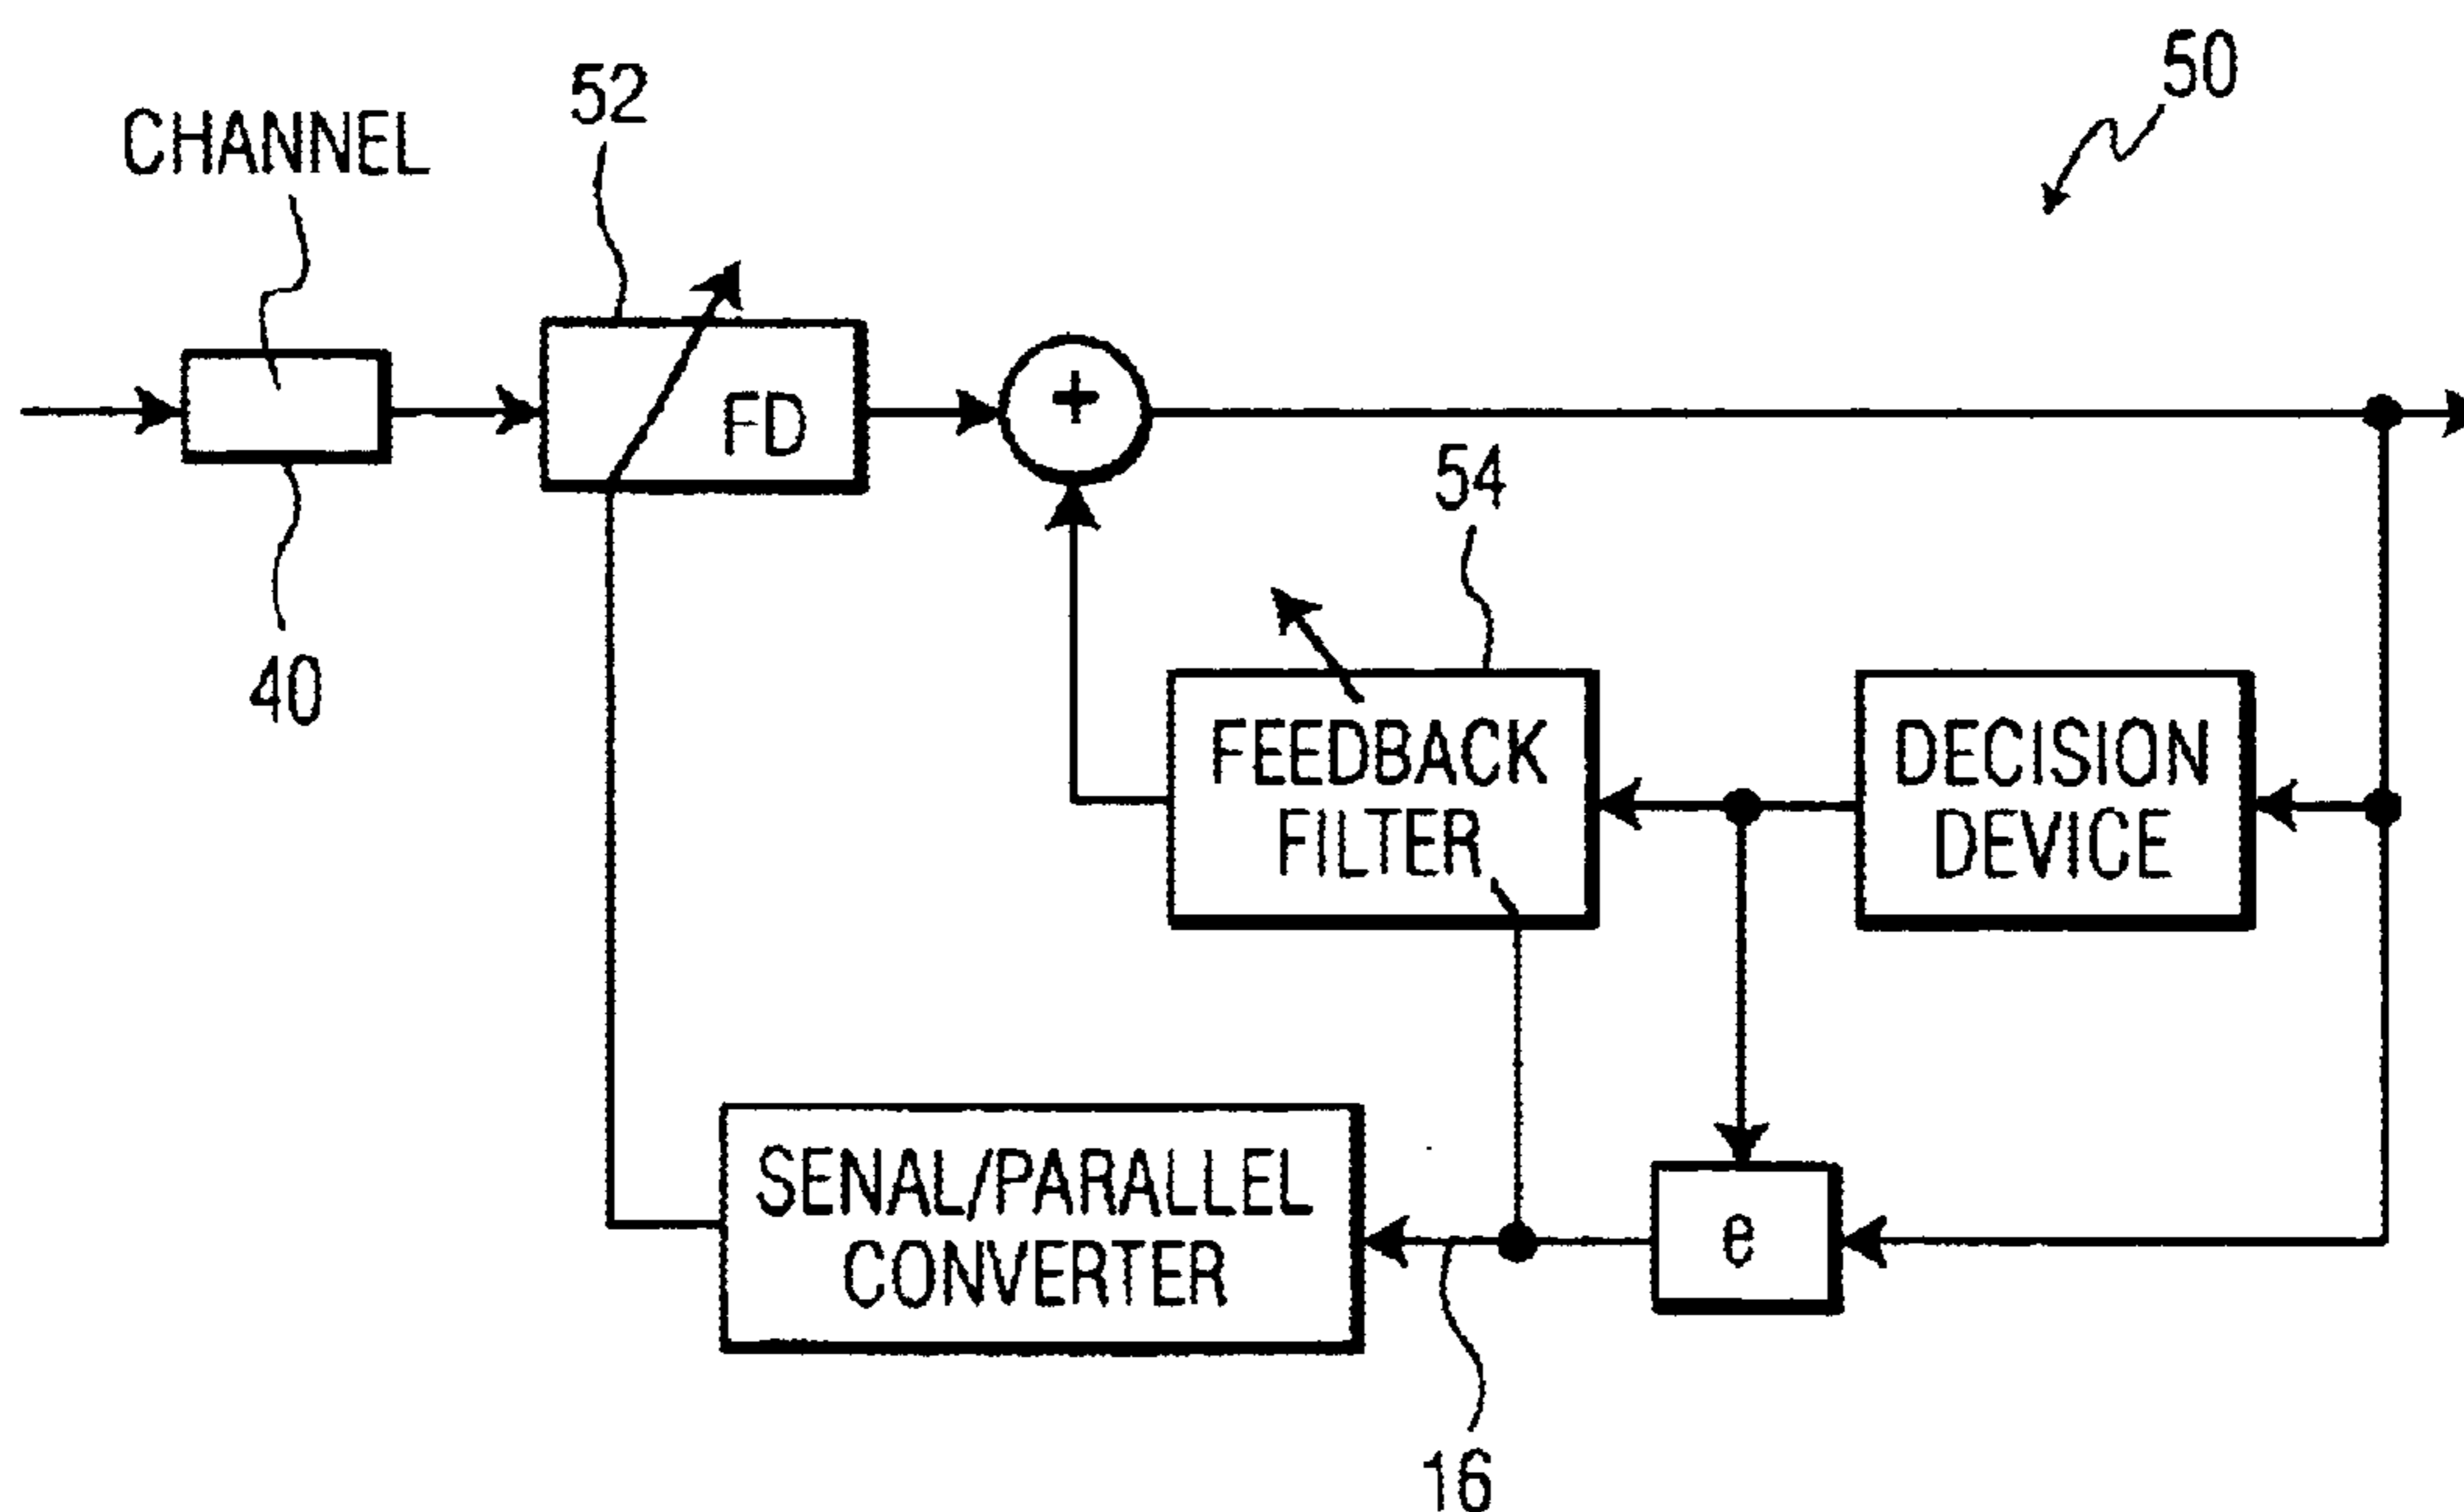 50
52
CHANNEL
FD
+
54
40
FEEDBACK
FILTER
DECISION
DEVICE
SENAL/PARALLEL
CONVERTER
e
16